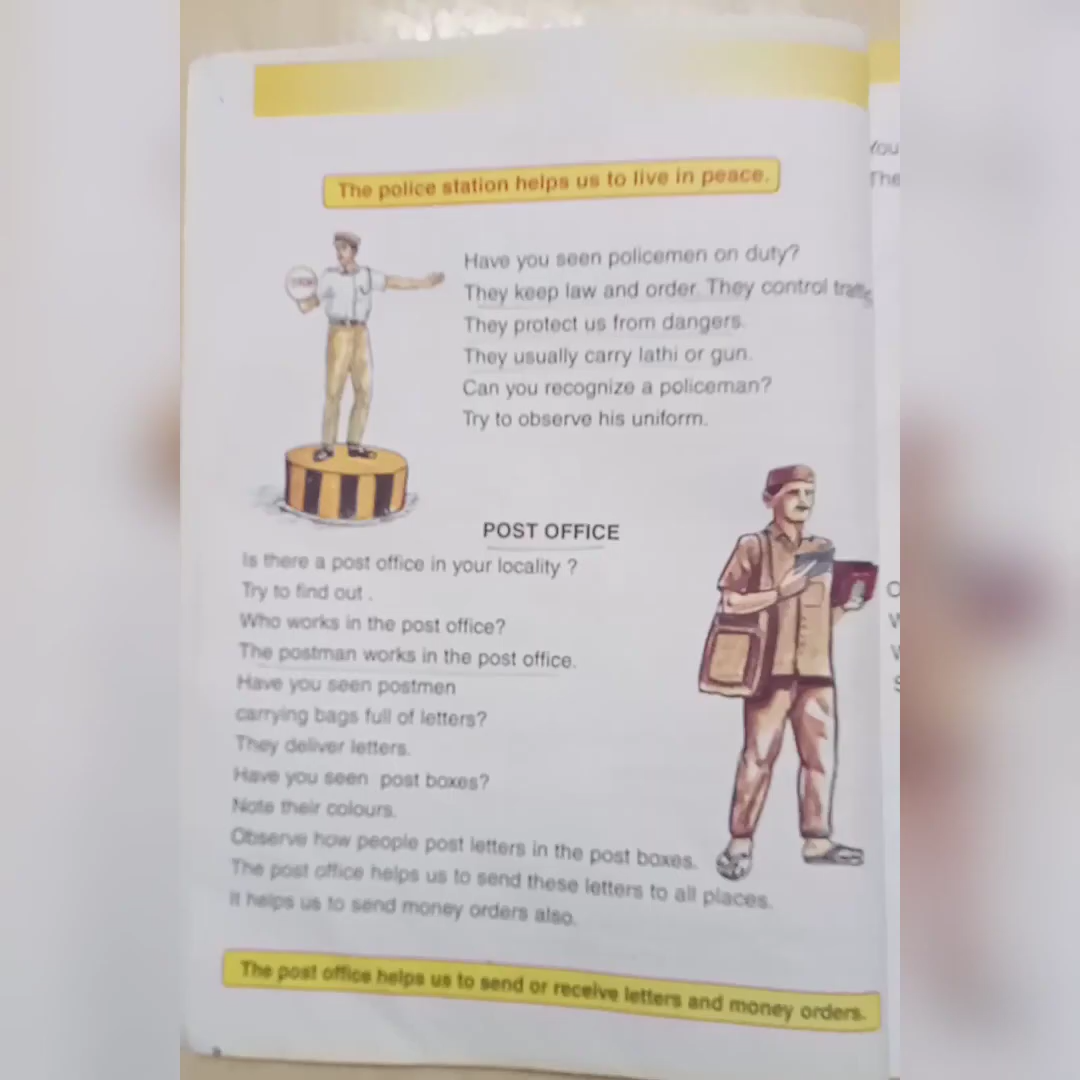 The police station helps us to live in peace.
Have you seen policemen on duty?
They keep law and order. They control traffic
They protect us from dangers.
They usually carry lathi or gun.
Can you recognize a policeman?
Try to observe his uniform.
POST OFFICE
Is there a post office in your locality ?
Try to find out .
Who works in the post office?
The postman works in the post office.
Have you seen postmen
carrying bags full of letters?
They deliver letters.
Have you seen post boxes?
Note their colours.
Observe how people post letters in the post boxes.
The post office helps us to send these letters to all places.
It helps us to send money orders also.
The post office helps us to send or receive letters and money orders.
You
The